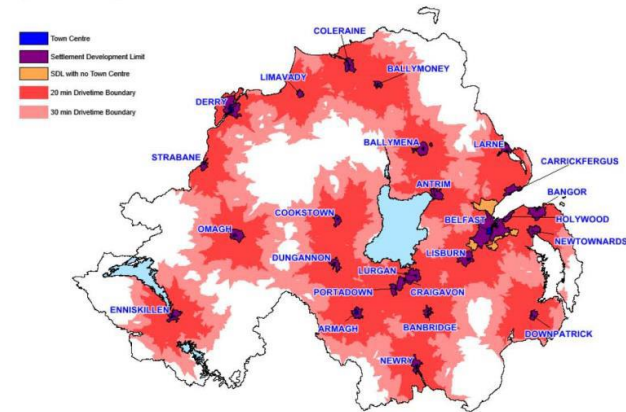 Town Centre
Settlement Development Limit
SDL with no Town Centre
20 min Drivetime Boundary
30 min Drivetime Boundary
COLERAINE
BALLYMONEY
LIMAVADY
DERRY
BALLYMENA
LARNE
STRABANE
CARRICKFERGUS
ANTRIM
BANGOR
COOKSTOWN
BELFAST
HOLYWOOD
OMAGH
NEWTOWNARDS
DUNGANNON
LISBURN
LURGAN
PORTADOWN
CRAIGAVON
ENNISKILLEN
ARMAGH
BANBRIDGE
DOWNPATRICK
NEWRY